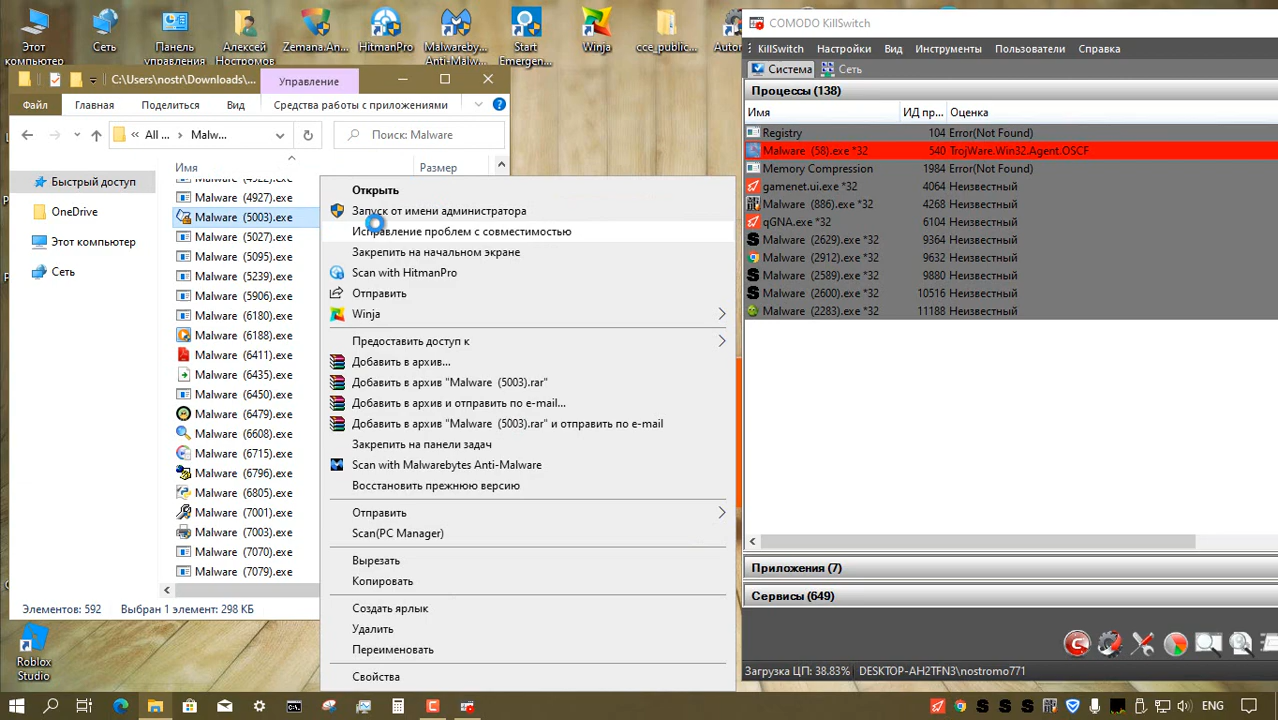 Этот компьютер
Сеть
Панель управления
Алексей Ностромов
Zemana.An...
HitmanPro
Malwareby... Anti-Malw...
Start Emergen...
Winja
cce_public...
C:\Users\nostr\Downloads\...
Управление
Файл
Главная
Поделиться
Вид
Средства работы с приложениями
All ...
Malw...
Поиск: Malware
Имя
Размер
Быстрый доступ
OneDrive
Этот компьютер
Сеть
Malware (4922).exe
Malware (4927).exe
Malware (5003).exe
Malware (5027).exe
Malware (5095).exe
Malware (5239).exe
Malware (5906).exe
Malware (6180).exe
Malware (6188).exe
Malware (6411).exe
Malware (6435).exe
Malware (6450).exe
Malware (6479).exe
Malware (6608).exe
Malware (6715).exe
Malware (6796).exe
Malware (6805).exe
Malware (7001).exe
Malware (7003).exe
Malware (7070).exe
Malware (7079).exe
Элементов: 592
Выбран 1 элемент: 298 КБ
Открыть
Запуск от имени администратора
Исправление проблем с совместимостью
Закрепить на начальном экране
Scan with HitmanPro
Отправить
Winja
Предоставить доступ к
Добавить в архив...
Добавить в архив "Malware (5003).rar"
Добавить в архив и отправить по e-mail...
Добавить в архив "Malware (5003).rar" и отправить по e-mail
Закрепить на панели задач
Scan with Malwarebytes Anti-Malware
Восстановить прежнюю версию
Отправить
Scan(PC Manager)
Вырезать
Копировать
Создать ярлык
Удалить
Переименовать
Свойства
COMODO KillSwitch
KillSwitch
Настройки
Вид
Инструменты
Пользователи
Справка
Система
Сеть
Процессы (138)
Имя
ИД пр...
Оценка
Registry 104 Error(Not Found)
Malware (58).exe *32 540 TrojWare.Win32.Agent.OSCF
Memory Compression 1984 Error(Not Found)
gamenet.ui.exe *32 4064 Неизвестный
Malware (886).exe *32 4208 Неизвестный
qGNA.exe *32 6104 Неизвестный
Malware (2629).exe *32 9364 Неизвестный
Malware (2912).exe *32 9632 Неизвестный
Malware (2589).exe *32 9880 Неизвестный
Malware (2600).exe *32 10516 Неизвестный
Malware (2283).exe *32 11188 Неизвестный
Приложения (7)
Сервисы (649)
Загрузка ЦП: 38.83%
DESKTOP-AH2TFN3\nostromo771
Roblox Studio
ENG